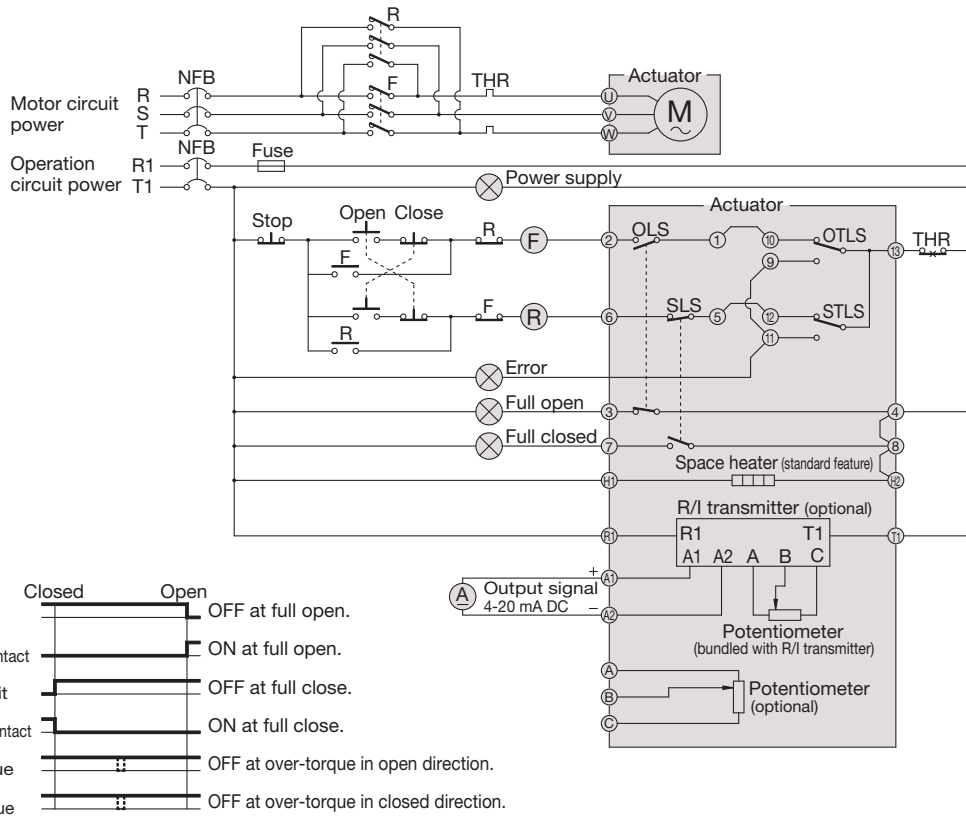 R
NFB
F
THR
Actuator
Motor circuit
power
R
S
T
U
V
W
M
NFB
Operation
circuit power
R1
T1
Fuse
Power supply
Actuator
Stop
Open
Close
R
F
2
OLS
1
10
OTLS
13
THR
F
9
F
R
6
SLS
5
12
STLS
R
11
Error
Full open
3
4
Full closed
7
8
Space heater (standard feature)
H1
H2
R/I transmitter (optional)
R1
R1
T1
T1
A1 A2 A B C
A
Output signal
4-20 mA DC
+
A1
−
A2
Potentiometer
(bundled with R/I transmitter)
A
B
C
Potentiometer
(optional)
Closed
Open
OFF at full open.
ON at full open.
OFF at full close.
ON at full close.
OFF at over-torque in open direction.
OFF at over-torque in closed direction.